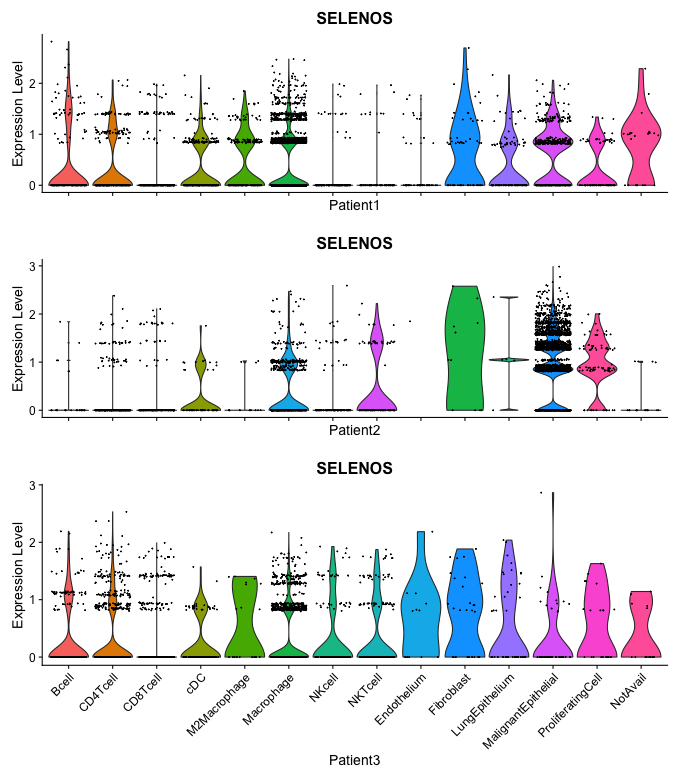 SELENOS
Expression Level
2
1
0
Patient1
SELENOS
Expression Level
3
2
1
0
Patient2
SELENOS
Expression Level
3
2
1
0
Bcell
CD4Tcell
CD8Tcell
cDC
M2Macrophage
Macrophage
NKcell
NKTcell
Endothelium
Fibroblast
LungEpithelium
MalignantEpithelial
ProliferatingCell
NotAvail
Patient3